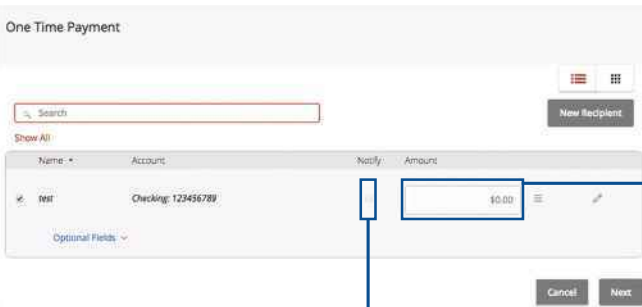 One Time Payment
Search
New Recipient
Show All
Name Account Notify Amount
test Checking: 123456789 $0.00
Optional Fields
Cancel Next